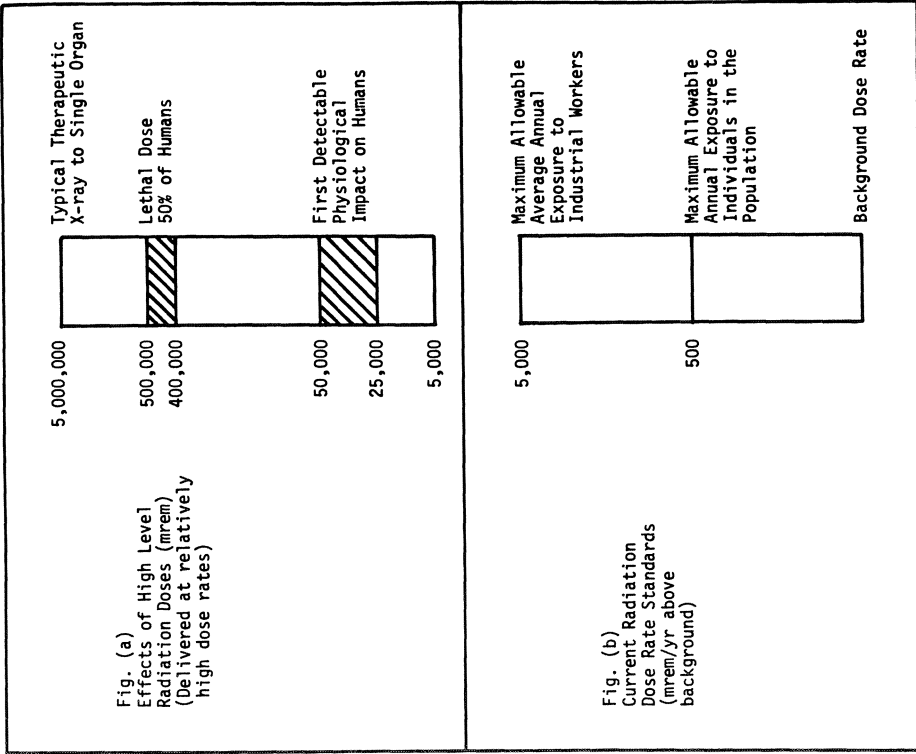 Fig. (a)
Effects of High Level
Radiation Doses (mrem)
(Delivered at relatively
high dose rates)
5,000,000
500,000
400,000
50,000
25,000
5,000
Typical Therapeutic
X-ray to Single Organ
Lethal Dose
50% of Humans
First Detectable
Physiological
Impact on Humans
Fig. (b)
Current Radiation
Dose Rate Standards
(mrem/yr above
background)
5,000
500
Maximum Allowable
Average Annual
Exposure to
Industrial Workers
Maximum Allowable
Annual Exposure to
Individuals in the
Population
Background Dose Rate